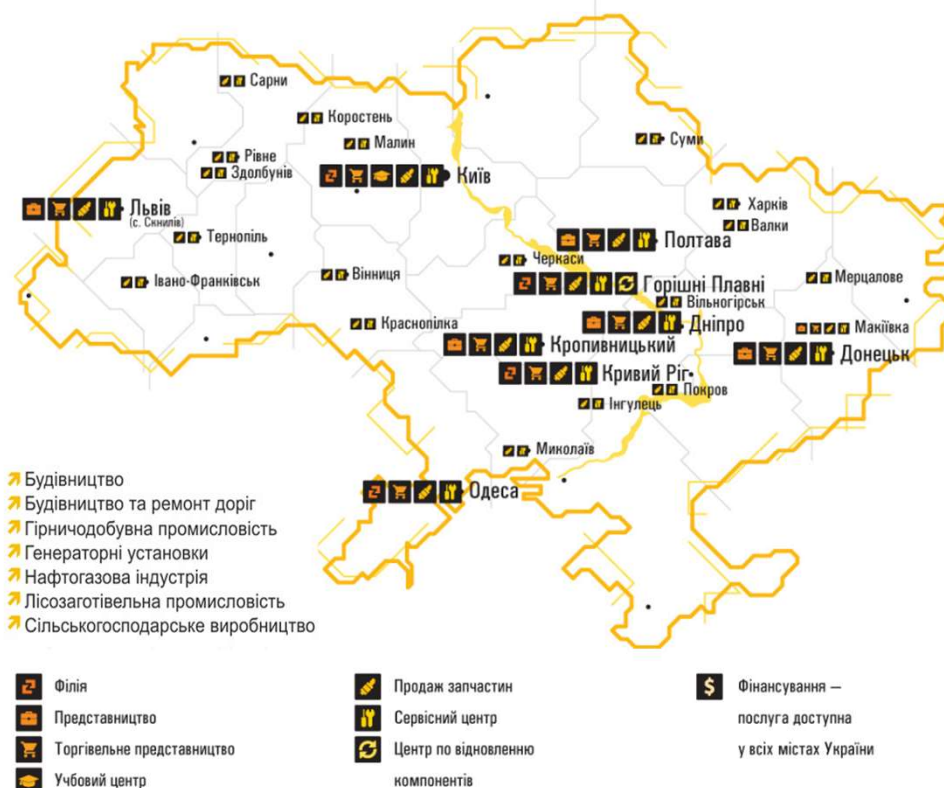 Сарни
Коростень
Малин
Суми
Рівне
Здолбунів
Київ
Львів
(с. Скнилів)
Харків
Валки
Тернопіль
Полтава
Черкаси
Івано-Франківськ
Вінниця
Горішні Плавні
Мерцалове
Вільногірськ
Краснопілка
Дніпро
Макіївка
Кропивницький
Донецьк
Кривий Ріг
Покров
Інгулець
Миколаїв
Одеса
Будівництво
Будівництво та ремонт доріг
Гірничодобувна промисловість
Генераторні установки
Нафтогазова індустрія
Лісозаготівельна промисловість
Сільськогосподарське виробництво
Філія
Представництво
Торгівельне представництво
Учбовий центр
Продаж запчастин
Сервісний центр
Центр по відновленню
компонентів
$ Фінансування —
послуга доступна
у всіх містах України